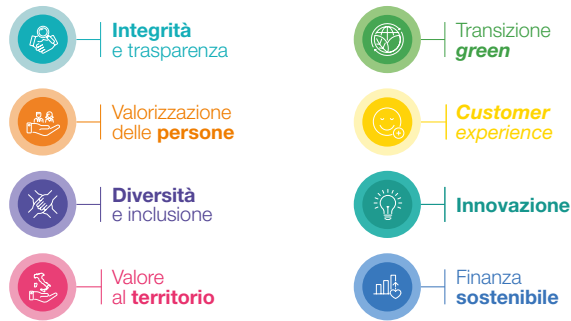 Integrità
e trasparenza
Valorizzazione
delle persone
Diversità
e inclusione
Valore
al territorio
Transizione
green
Customer
experience
Innovazione
Finanza
sostenibile